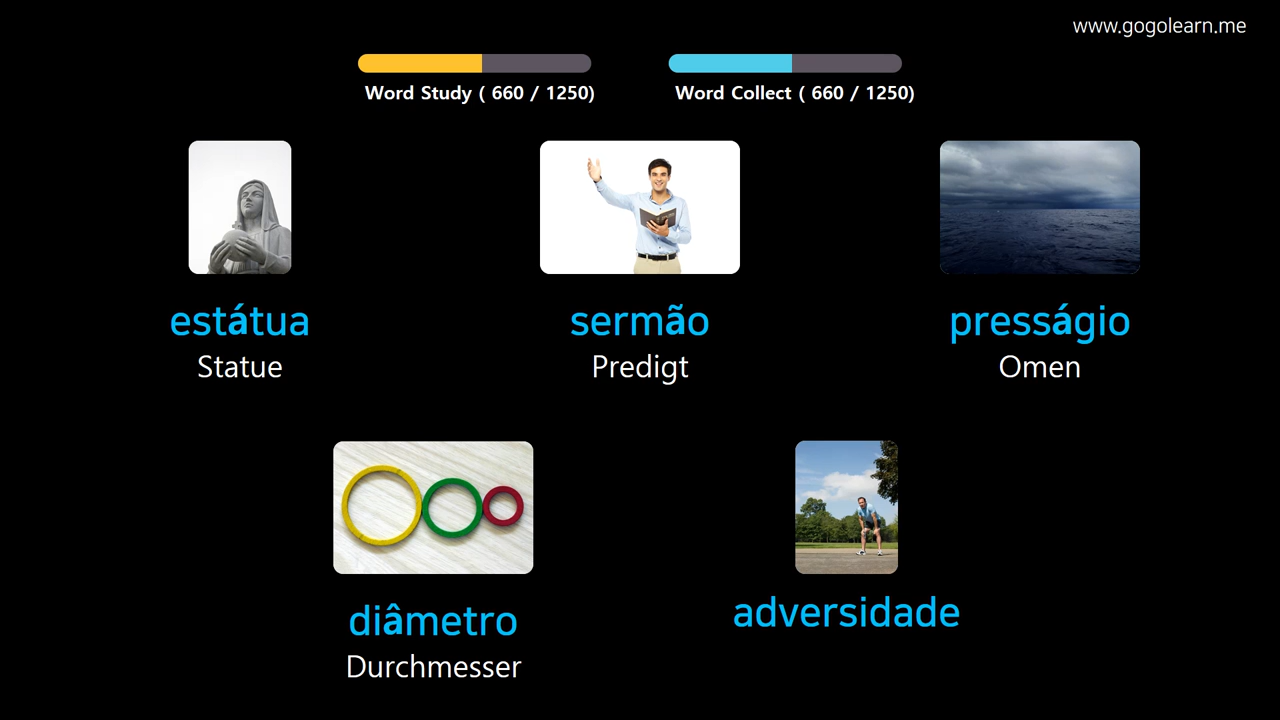 www.gogolearn.me
Word Study ( 660 / 1250)
Word Collect ( 660 / 1250)
estátua
Statue
sermão
Predigt
presságio
Omen
diâmetro
Durchmesser
adversidade